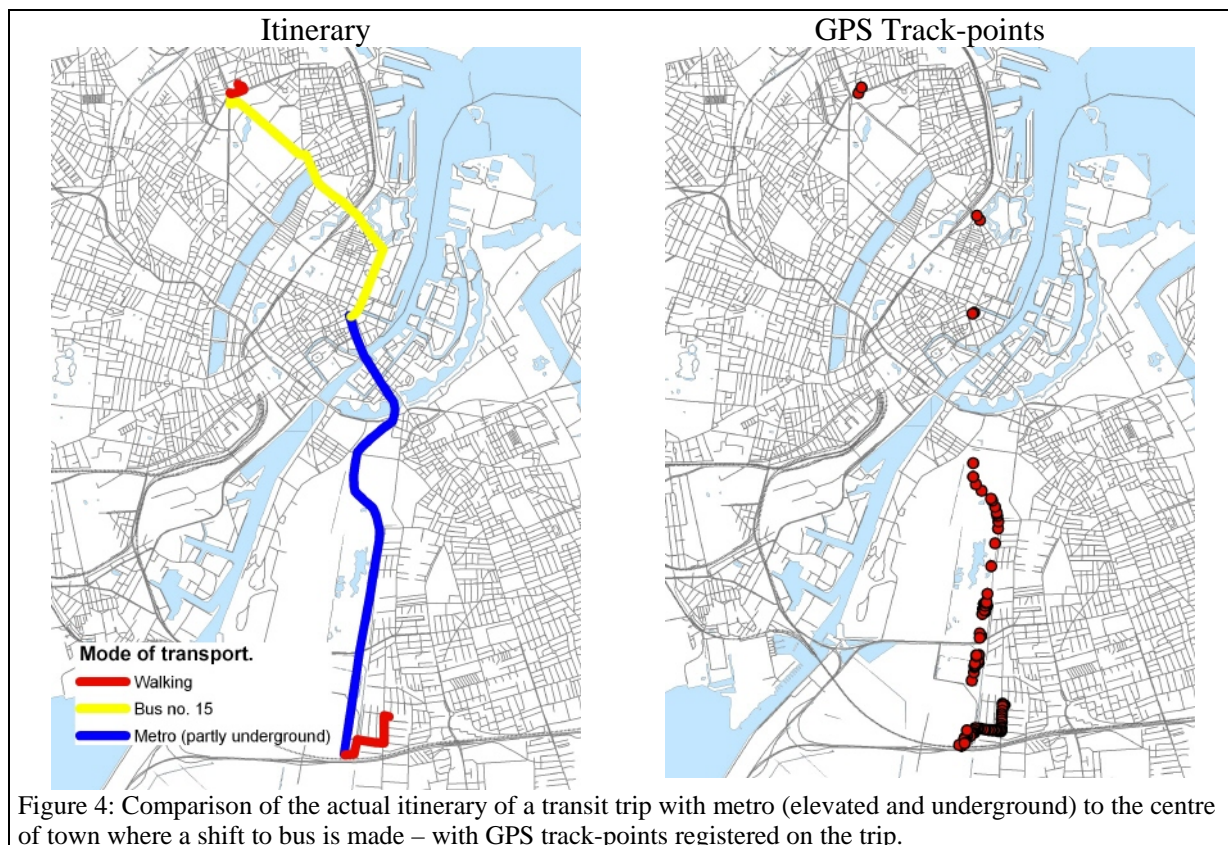 Itinerary
GPS Track-points
Mode of transport.
Walking
Bus no. 15
Metro (partly underground)
Figure 4: Comparison of the actual itinerary of a transit trip with metro (elevated and underground) to the centre
of town where a shift to bus is made – with GPS track-points registered on the trip.